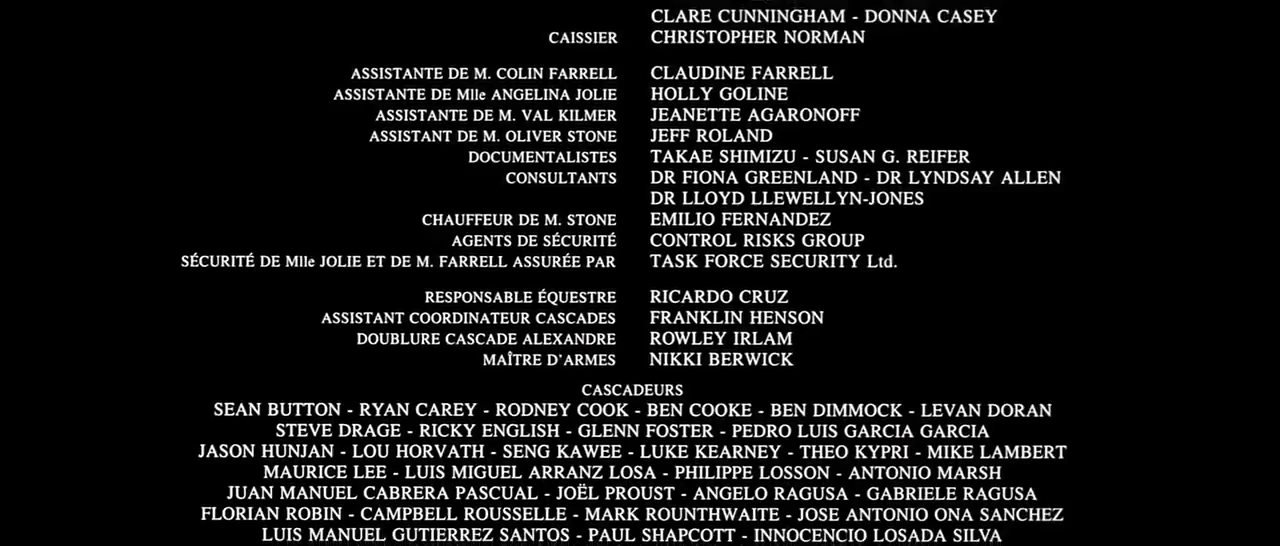 CLARE CUNNINGHAM - DONNA CASEY
CAISSIER CHRISTOPHER NORMAN
ASSISTANTE DE M. COLIN FARRELL CLAUDINE FARRELL
ASSISTANTE DE Mlle ANGELINA JOLIE HOLLY GOLINE
ASSISTANTE DE M. VAL KILMER JEANETTE AGARONOFF
ASSISTANT DE M. OLIVER STONE JEFF ROLAND
DOCUMENTALISTES TAKAE SHIMIZU - SUSAN G. REIFER
CONSULTANTS DR FIONA GREENLAND - DR LYNDSAY ALLEN
DR LLOYD LLEWELLYN-JONES
CHAUFFEUR DE M. STONE EMILIO FERNANDEZ
AGENTS DE SÉCURITÉ CONTROL RISKS GROUP
SÉCURITÉ DE Mlle JOLIE ET DE M. FARRELL ASSURÉE PAR TASK FORCE SECURITY Ltd.
RESPONSABLE ÉQUESTRE RICARDO CRUZ
ASSISTANT COORDINATEUR CASCADES FRANKLIN HENSON
DOUBLURE CASCADE ALEXANDRE ROWLEY IRLAM
MAÎTRE D'ARMES NIKKI BERWICK
CASCADEURS
SEAN BUTTON - RYAN CAREY - RODNEY COOK - BEN COOKE - BEN DIMMOCK - LEVAN DORAN
STEVE DRAGE - RICKY ENGLISH - GLENN FOSTER - PEDRO LUIS GARCIA GARCIA
JASON HUNJAN - LOU HORVATH - SENG KAWEE - LUKE KEARNEY - THEO KYPRI - MIKE LAMBERT
MAURICE LEE - LUIS MIGUEL ARRANZ LOSA - PHILIPPE LOSSON - ANTONIO MARSH
JUAN MANUEL CABRERA PASCUAL - JOËL PROUST - ANGELO RAGUSA - GABRIELE RAGUSA
FLORIAN ROBIN - CAMPBELL ROUSSELLE - MARK ROUNTHWAITE - JOSE ANTONIO ONA SANCHEZ
LUIS MANUEL GUTIERREZ SANTOS - PAUL SHAPCOTT - INNOCENCIO LOSADA SILVA